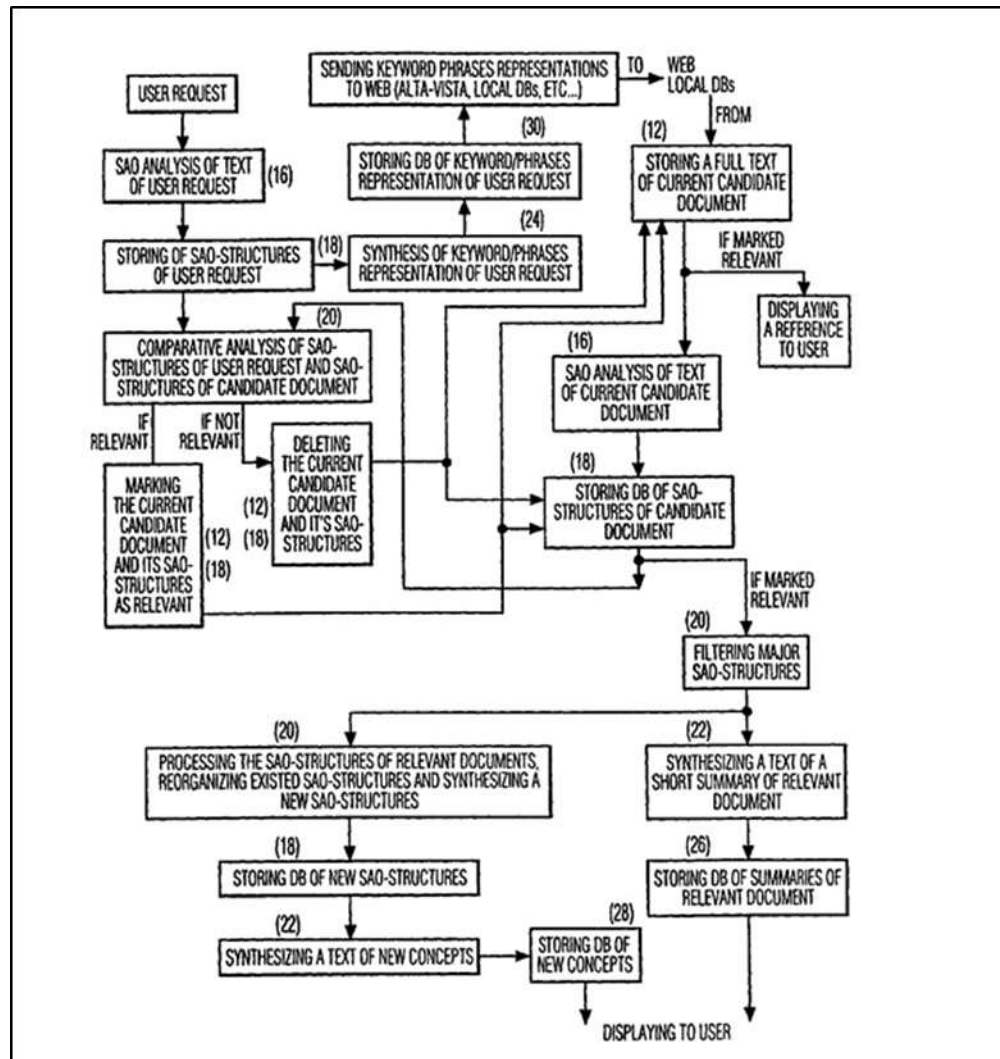 USER REQUEST
SAO ANALYSIS OF TEXT
OF USER REQUEST
(16)
STORING OF SAO-STRUCTURES
OF USER REQUEST
(18)
SENDING KEYWORD PHRASES REPRESENTATIONS
TO WEB (ALTA-VISTA, LOCAL DBs, ETC...)
TO
WEB
LOCAL DBs
FROM
(30)
STORING DB OF KEYWORD/PHRASES
REPRESENTATION OF USER REQUEST
(24)
SYNTHESIS OF KEYWORD/PHRASES
REPRESENTATION OF USER REQUEST
(12)
STORING A FULL TEXT
OF CURRENT CANDIDATE
DOCUMENT
IF MARKED
RELEVANT
DISPLAYING
A REFERENCE
TO USER
(20)
COMPARATIVE ANALYSIS OF SAO-
STRUCTURES OF USER REQUEST AND SAO-
STRUCTURES OF CANDIDATE DOCUMENT
IF
RELEVANT
IF NOT
RELEVANT
MARKING
THE CURRENT
CANDIDATE
DOCUMENT
AND ITS SAO-
STRUCTURES
AS RELEVANT
(12)
(18)
DELETING
THE CURRENT
CANDIDATE
DOCUMENT
AND IT'S SAO-
STRUCTURES
(12)
(18)
(16)
SAO ANALYSIS OF TEXT
OF CURRENT CANDIDATE
DOCUMENT
(18)
STORING DB OF SAO-
STRUCTURES OF CANDIDATE
DOCUMENT
IF MARKED
RELEVANT
(20)
FILTERING MAJOR
SAO-STRUCTURES
(20)
PROCESSING THE SAO-STRUCTURES OF RELEVANT DOCUMENTS,
REORGANIZING EXISTED SAO-STRUCTURES AND SYNTHESIZING A
NEW SAO-STRUCTURES
(18)
STORING DB OF NEW SAO-STRUCTURES
(22)
SYNTHESIZING A TEXT OF NEW CONCEPTS
(28)
STORING DB OF
NEW CONCEPTS
(22)
SYNTHESIZING A TEXT OF A
SHORT SUMMARY OF RELEVANT
DOCUMENT
(26)
STORING DB OF SUMMARIES OF
RELEVANT DOCUMENT
DISPLAYING TO USER